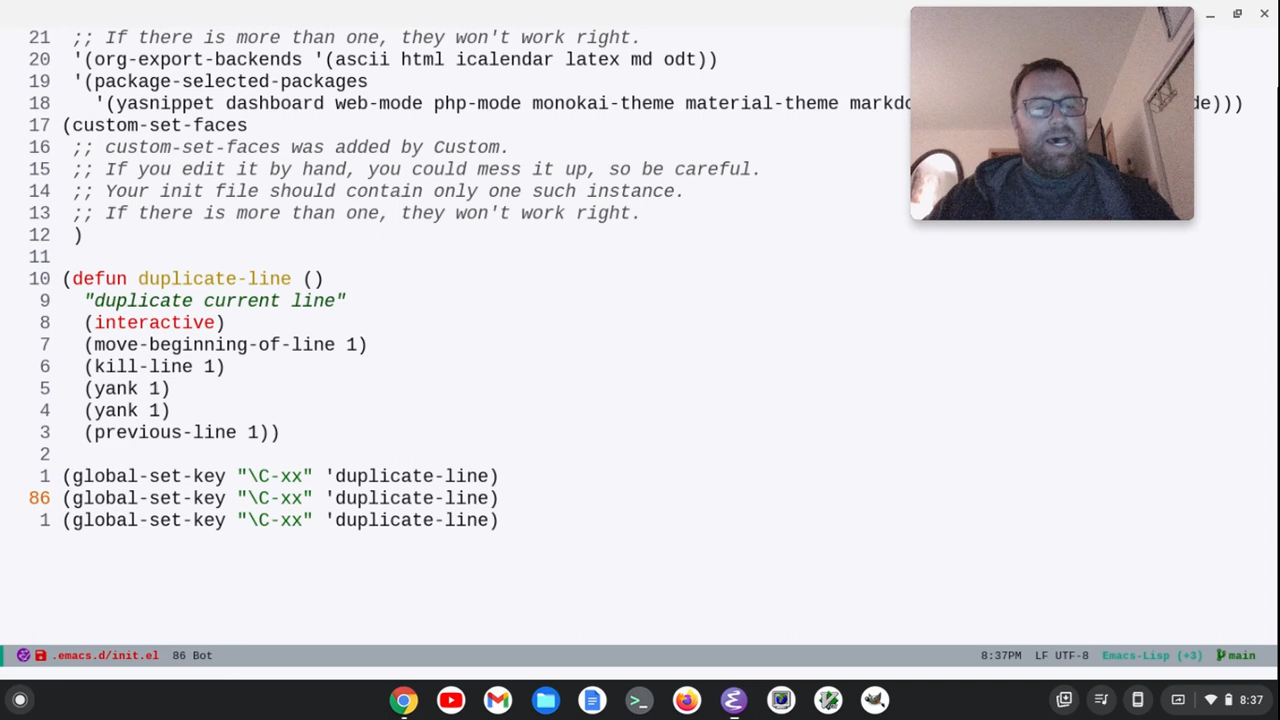 21 ;; If there is more than one, they won't work right.
20 '(org-export-backends '(ascii html icalendar latex md odt))
19 '(package-selected-packages
18 '(yasnippet dashboard web-mode php-mode monokai-theme material-theme )))
17 (custom-set-faces
16 ;; custom-set-faces was added by Custom.
15 ;; If you edit it by hand, you could mess it up, so be careful.
14 ;; Your init file should contain only one such instance.
13 ;; If there is more than one, they won't work right.
12 )
11
10 (defun duplicate-line ()
9 "duplicate current line"
8 (interactive)
7 (move-beginning-of-line 1)
6 (kill-line 1)
5 (yank 1)
4 (yank 1)
3 (previous-line 1))
2
1 (global-set-key "\C-xx" 'duplicate-line)
86 (global-set-key "\C-xx" 'duplicate-line)
1 (global-set-key "\C-xx" 'duplicate-line)
.emacs.d/init.el 86 Bot 8:37PM LF UTF-8 Emacs-Lisp (+3) main
8:37